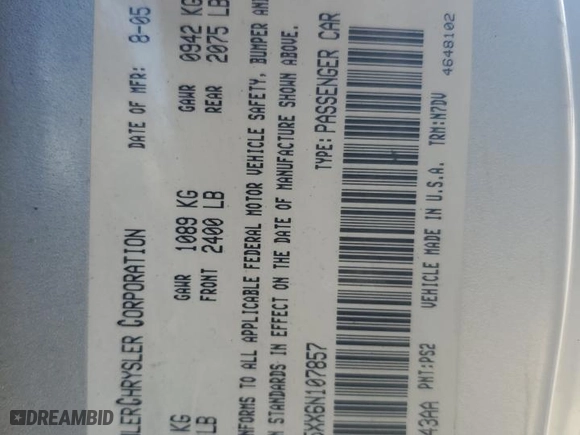 LERCHRYSLER CORPORATION DATE OF MFR: 8-05
KG GAWR 1089 KG GAWR 0942 KG
LB FRONT 2400 LB REAR 2075 LB
NFORMS TO ALL APPLICABLE FEDERAL MOTOR VEHICLE SAFETY, BUMPER AND
STANDARDS IN EFFECT ON THE DATE OF MANUFACTURE SHOWN ABOVE.
XXGN107857 TYPE: PASSENGER CAR
43AA PNT:PS2 VEHICLE MADE IN U.S.A. TRM:N7DV
4648102
DREAMBID